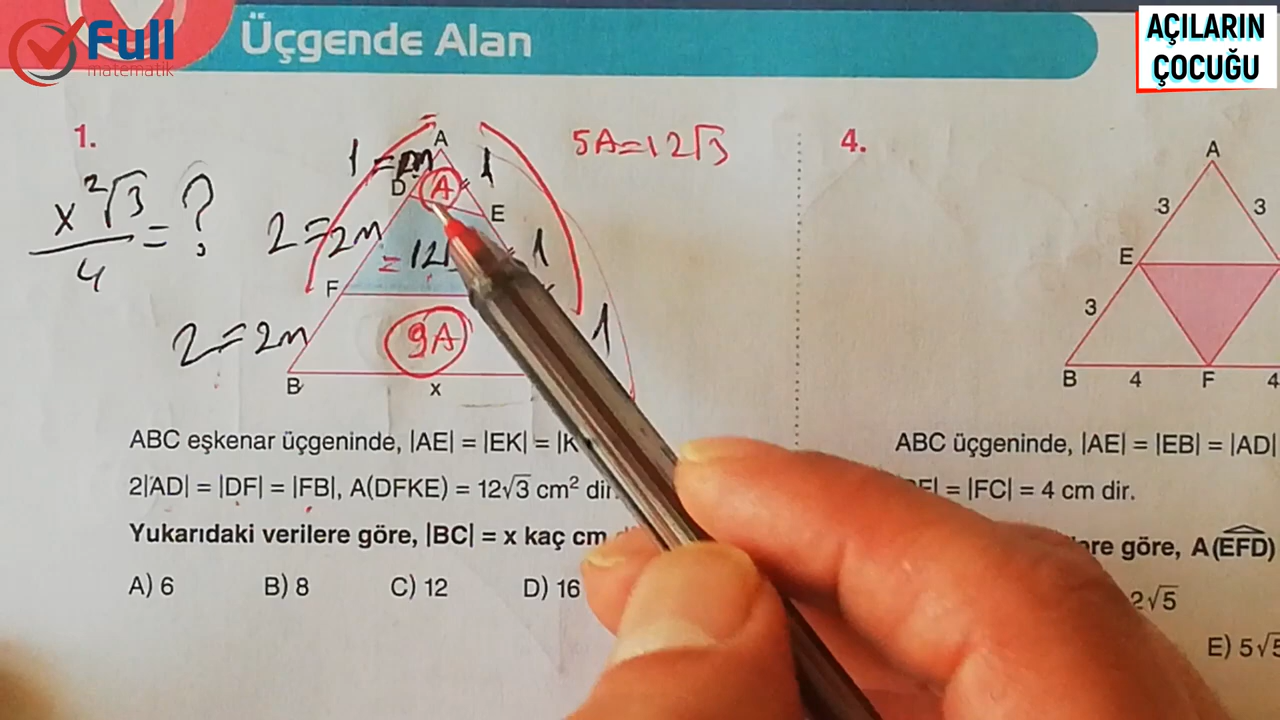 Full
matematik
Üçgende Alan
AÇILARIN
ÇOCUĞU
1.
x²√3
4
= ?
1 = m
2 = 2m
2 = 2m
A
D
A
1
E
= 12
1
F
9A
1
B
x
5A=12√3
ABC eşkenar üçgeninde, |AE| = |EK| = |K
2|AD| = |DF| = |FB|, A(DFKE) = 12√3 cm² dir.
Yukarıdaki verilere göre, |BC| = x kaç cm
A) 6 B) 8 C) 12 D) 16
4.
A
3 3
E
3
B 4 F 4
ABC üçgeninde, |AE| = |EB| = |AD|
= |FC| = 4 cm dir.
göre, A(EFD)
2√5
E) 5√5